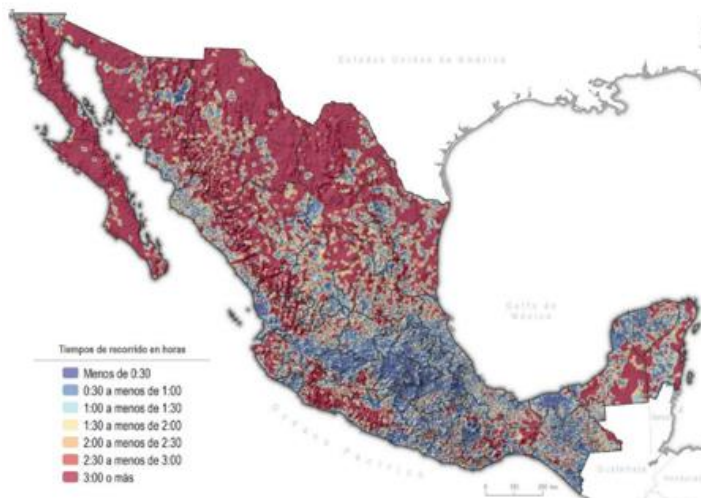 Estados Unidos de América
Golfo de
México
Tiempos de recorrido en horas
Menos de 0:30
0:30 a menos de 1:00
1:00 a menos de 1:30
1:30 a menos de 2:00
2:00 a menos de 2:30
2:30 a menos de 3:00
3:00 o más
Océano Pacífico
Guatemala
Honduras